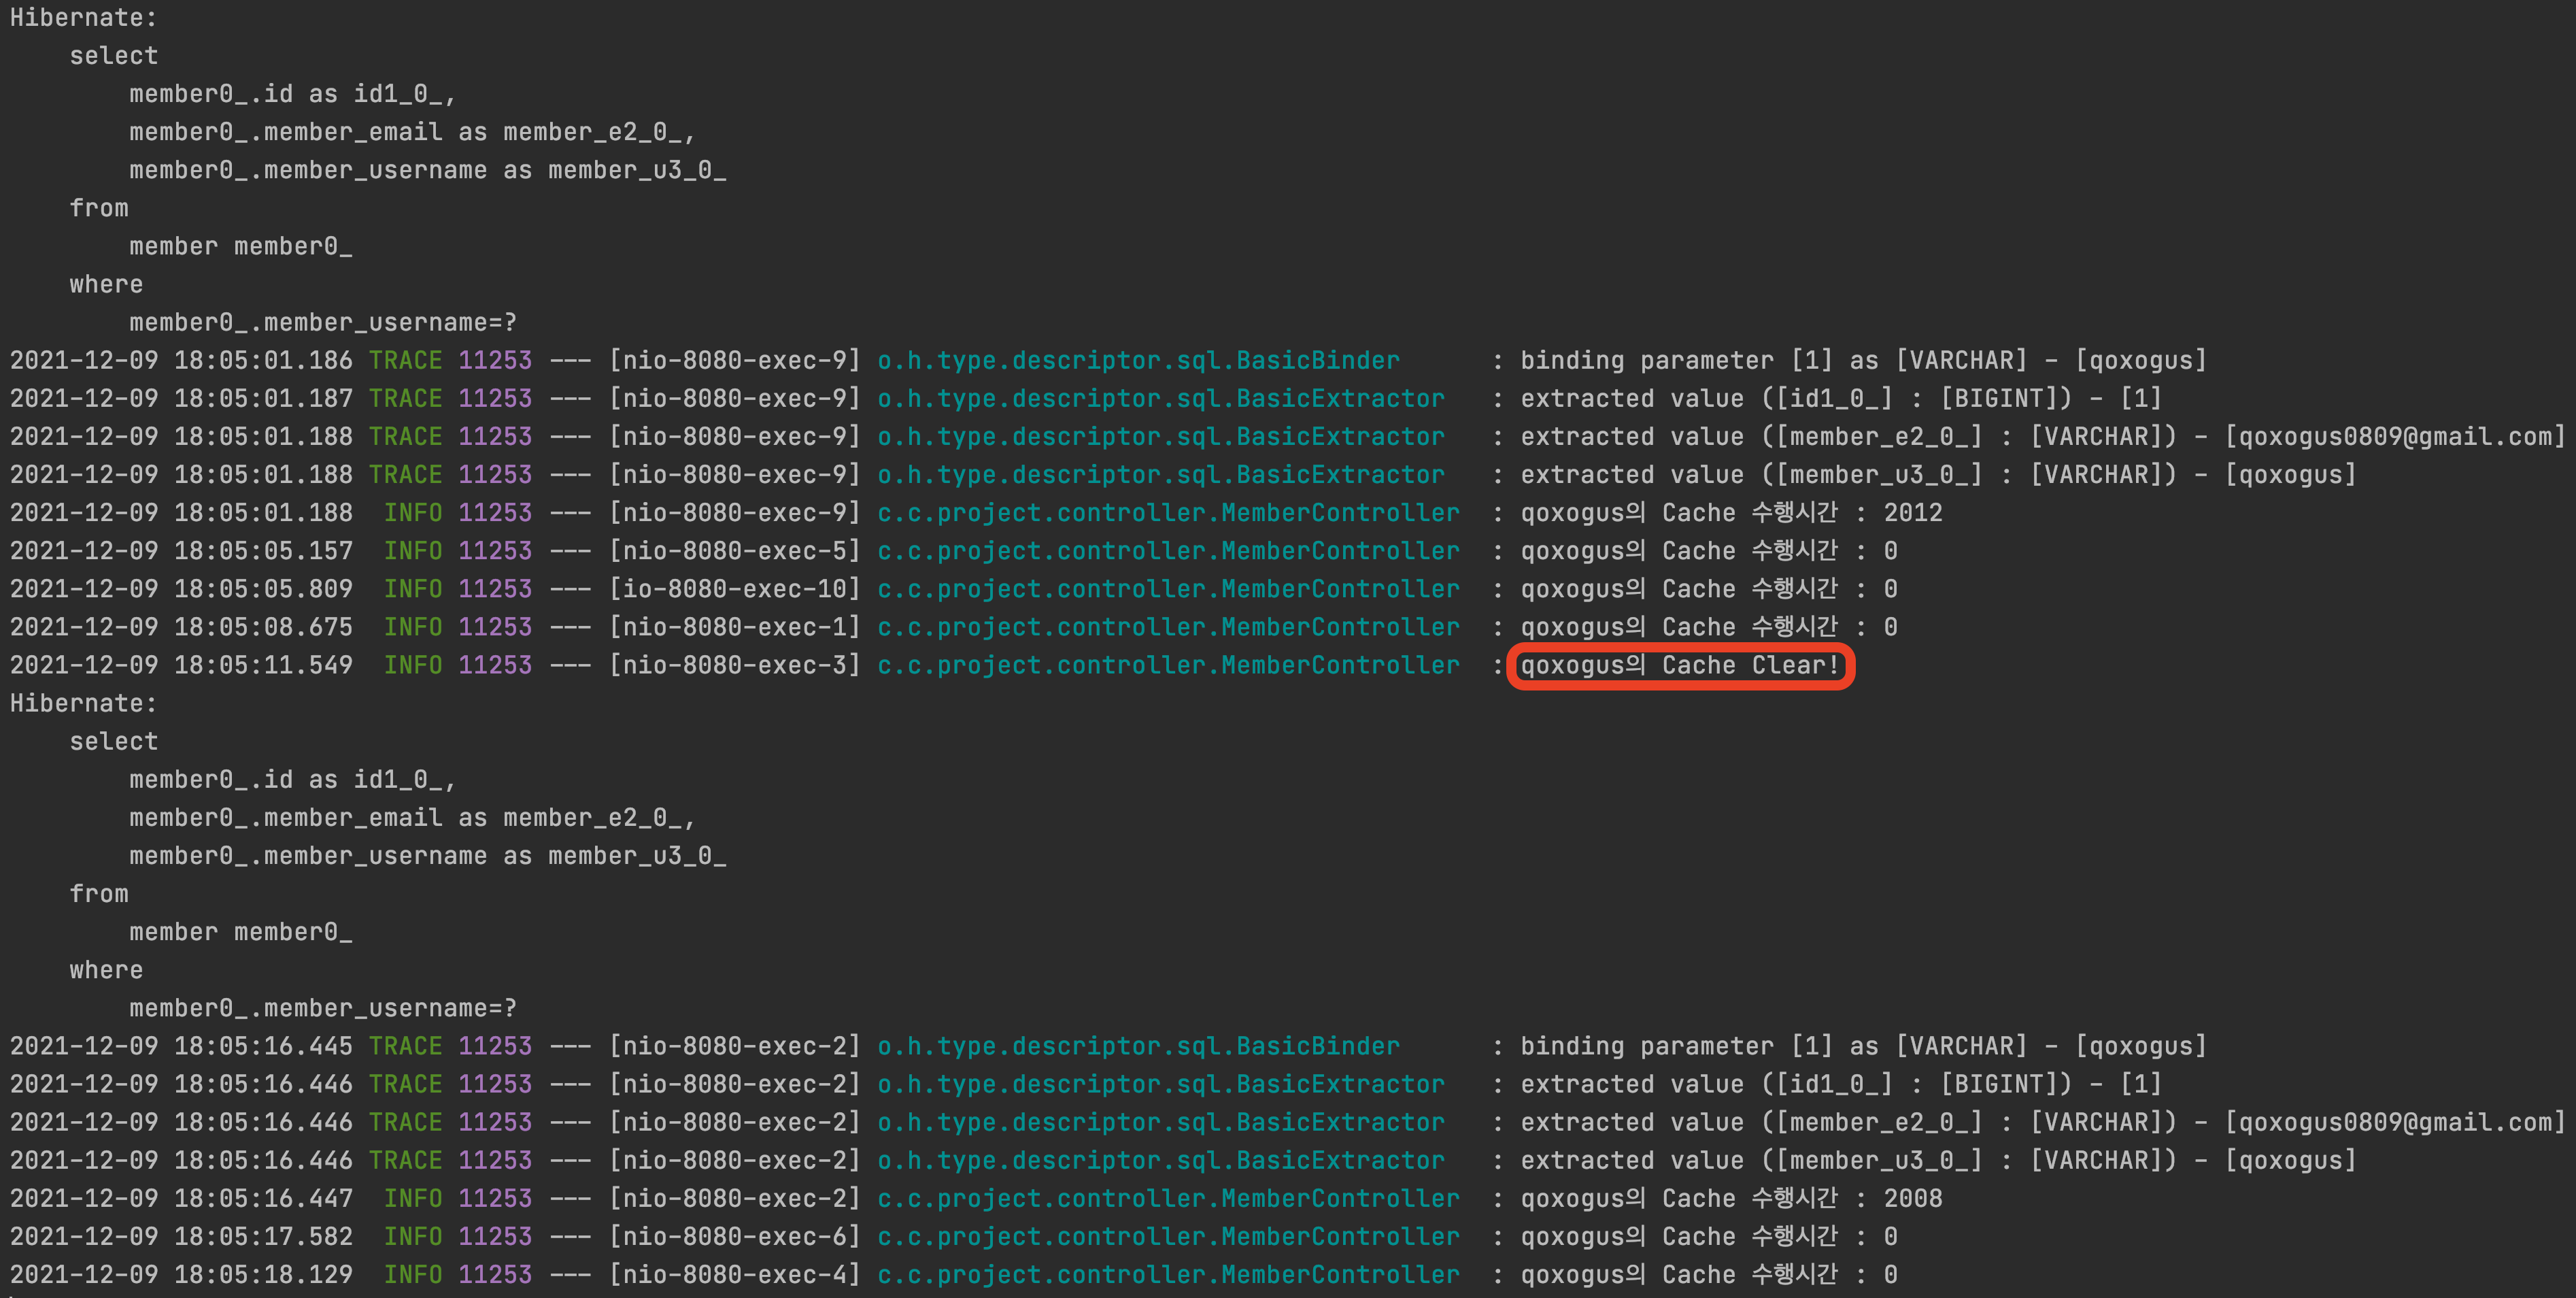 Hibernate:
    select
        member0_.id as id1_0_,
        member0_.member_email as member_e2_0_,
        member0_.member_username as member_u3_0_
    from
        member member0_
    where
        member0_.member_username=?
2021-12-09 18:05:01.186 TRACE 11253 --- [nio-8080-exec-9] o.h.type.descriptor.sql.BasicBinder      : binding parameter [1] as [VARCHAR] - [qoxogus]
2021-12-09 18:05:01.187 TRACE 11253 --- [nio-8080-exec-9] o.h.type.descriptor.sql.BasicExtractor   : extracted value ([id1_0_] : [BIGINT]) - [1]
2021-12-09 18:05:01.188 TRACE 11253 --- [nio-8080-exec-9] o.h.type.descriptor.sql.BasicExtractor   : extracted value ([member_e2_0_] : [VARCHAR]) - [qoxogus0809@gmail.com]
2021-12-09 18:05:01.188 TRACE 11253 --- [nio-8080-exec-9] o.h.type.descriptor.sql.BasicExtractor   : extracted value ([member_u3_0_] : [VARCHAR]) - [qoxogus]
2021-12-09 18:05:01.188  INFO 11253 --- [nio-8080-exec-9] c.c.project.controller.MemberController  : qoxogus의 Cache 수행시간 : 2012
2021-12-09 18:05:05.157  INFO 11253 --- [nio-8080-exec-5] c.c.project.controller.MemberController  : qoxogus의 Cache 수행시간 : 0
2021-12-09 18:05:05.809  INFO 11253 --- [io-8080-exec-10] c.c.project.controller.MemberController  : qoxogus의 Cache 수행시간 : 0
2021-12-09 18:05:08.675  INFO 11253 --- [nio-8080-exec-1] c.c.project.controller.MemberController  : qoxogus의 Cache 수행시간 : 0
2021-12-09 18:05:11.549  INFO 11253 --- [nio-8080-exec-3] c.c.project.controller.MemberController  : qoxogus의 Cache Clear!
Hibernate:
    select
        member0_.id as id1_0_,
        member0_.member_email as member_e2_0_,
        member0_.member_username as member_u3_0_
    from
        member member0_
    where
        member0_.member_username=?
2021-12-09 18:05:16.445 TRACE 11253 --- [nio-8080-exec-2] o.h.type.descriptor.sql.BasicBinder      : binding parameter [1] as [VARCHAR] - [qoxogus]
2021-12-09 18:05:16.446 TRACE 11253 --- [nio-8080-exec-2] o.h.type.descriptor.sql.BasicExtractor   : extracted value ([id1_0_] : [BIGINT]) - [1]
2021-12-09 18:05:16.446 TRACE 11253 --- [nio-8080-exec-2] o.h.type.descriptor.sql.BasicExtractor   : extracted value ([member_e2_0_] : [VARCHAR]) - [qoxogus0809@gmail.com]
2021-12-09 18:05:16.446 TRACE 11253 --- [nio-8080-exec-2] o.h.type.descriptor.sql.BasicExtractor   : extracted value ([member_u3_0_] : [VARCHAR]) - [qoxogus]
2021-12-09 18:05:16.447  INFO 11253 --- [nio-8080-exec-2] c.c.project.controller.MemberController  : qoxogus의 Cache 수행시간 : 2008
2021-12-09 18:05:17.582  INFO 11253 --- [nio-8080-exec-6] c.c.project.controller.MemberController  : qoxogus의 Cache 수행시간 : 0
2021-12-09 18:05:18.129  INFO 11253 --- [nio-8080-exec-4] c.c.project.controller.MemberController  : qoxogus의 Cache 수행시간 : 0